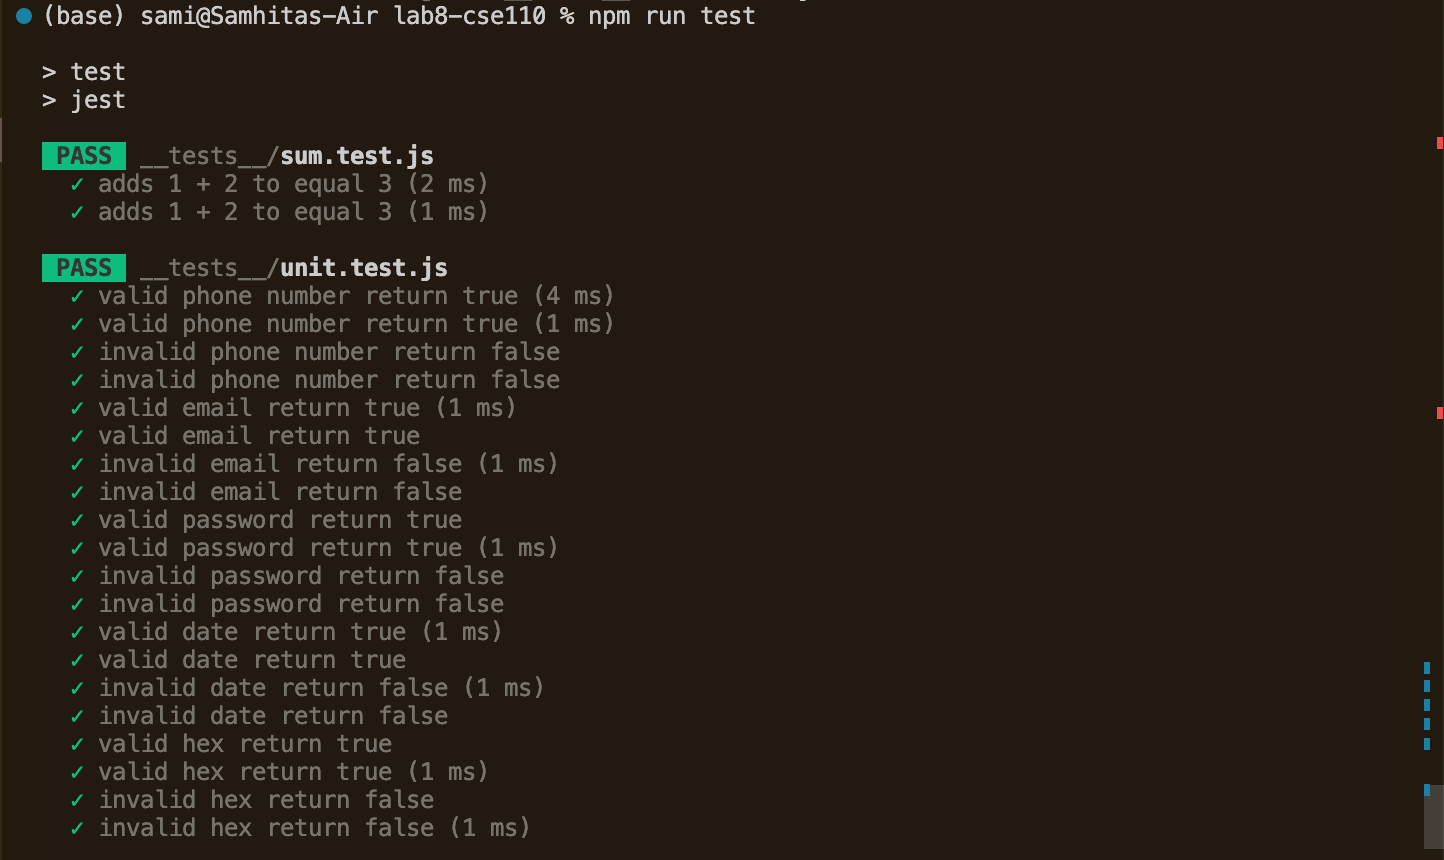 (base) sami@Samhitas-Air lab8-cse110 % npm run test
> test
> jest
PASS __tests__/sum.test.js
✓ adds 1 + 2 to equal 3 (2 ms)
✓ adds 1 + 2 to equal 3 (1 ms)
PASS __tests__/unit.test.js
✓ valid phone number return true (4 ms)
✓ valid phone number return true (1 ms)
✓ invalid phone number return false
✓ invalid phone number return false
✓ valid email return true (1 ms)
✓ valid email return true
✓ invalid email return false (1 ms)
✓ invalid email return false
✓ valid password return true
✓ valid password return true (1 ms)
✓ invalid password return false
✓ invalid password return false
✓ valid date return true (1 ms)
✓ valid date return true
✓ invalid date return false (1 ms)
✓ invalid date return false
✓ valid hex return true
✓ valid hex return true (1 ms)
✓ invalid hex return false
✓ invalid hex return false (1 ms)